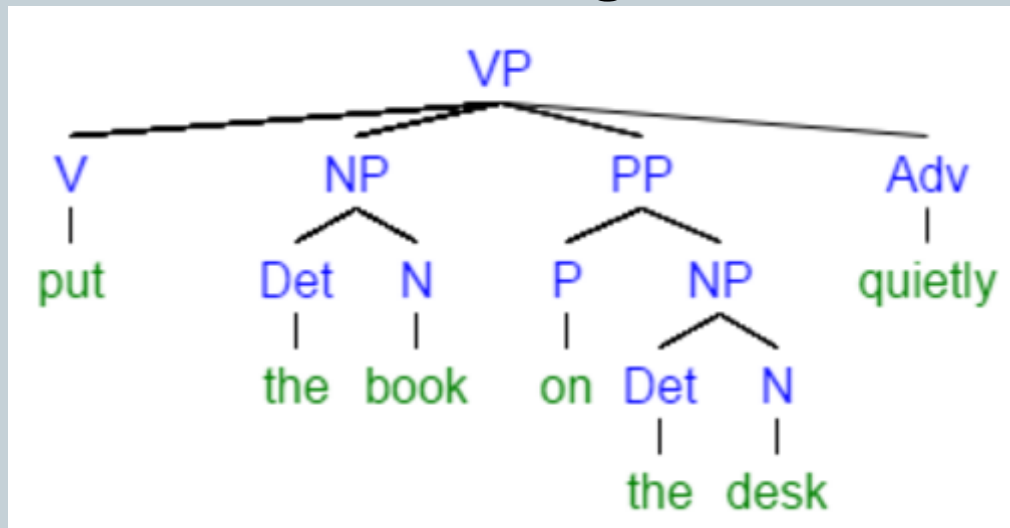 VP
V NP PP Adv
put Det N P NP quietly
the book on Det N
the desk